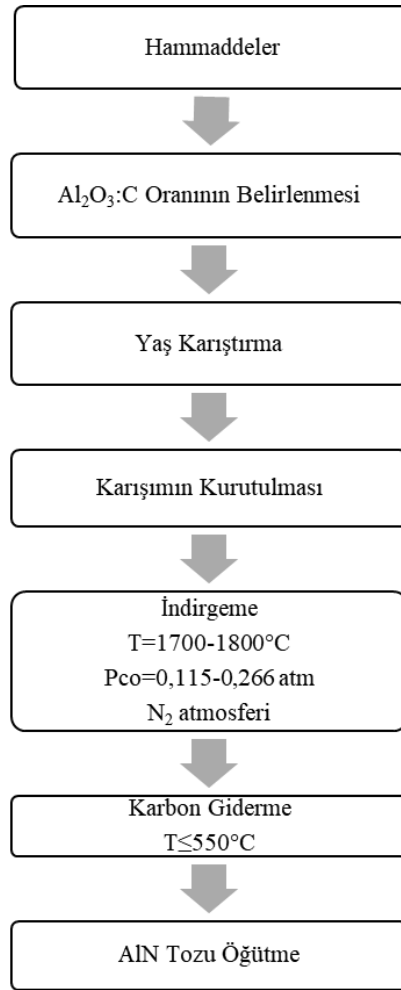 Hammaddeler
Al₂O₃:C Oranının Belirlenmesi
Yaş Karıştırma
Karışımın Kurutulması
İndirgeme
T=1700-1800°C
Pco=0,115-0,266 atm
N₂ atmosferi
Karbon Giderme
T≤550°C
AlN Tozu Öğütme